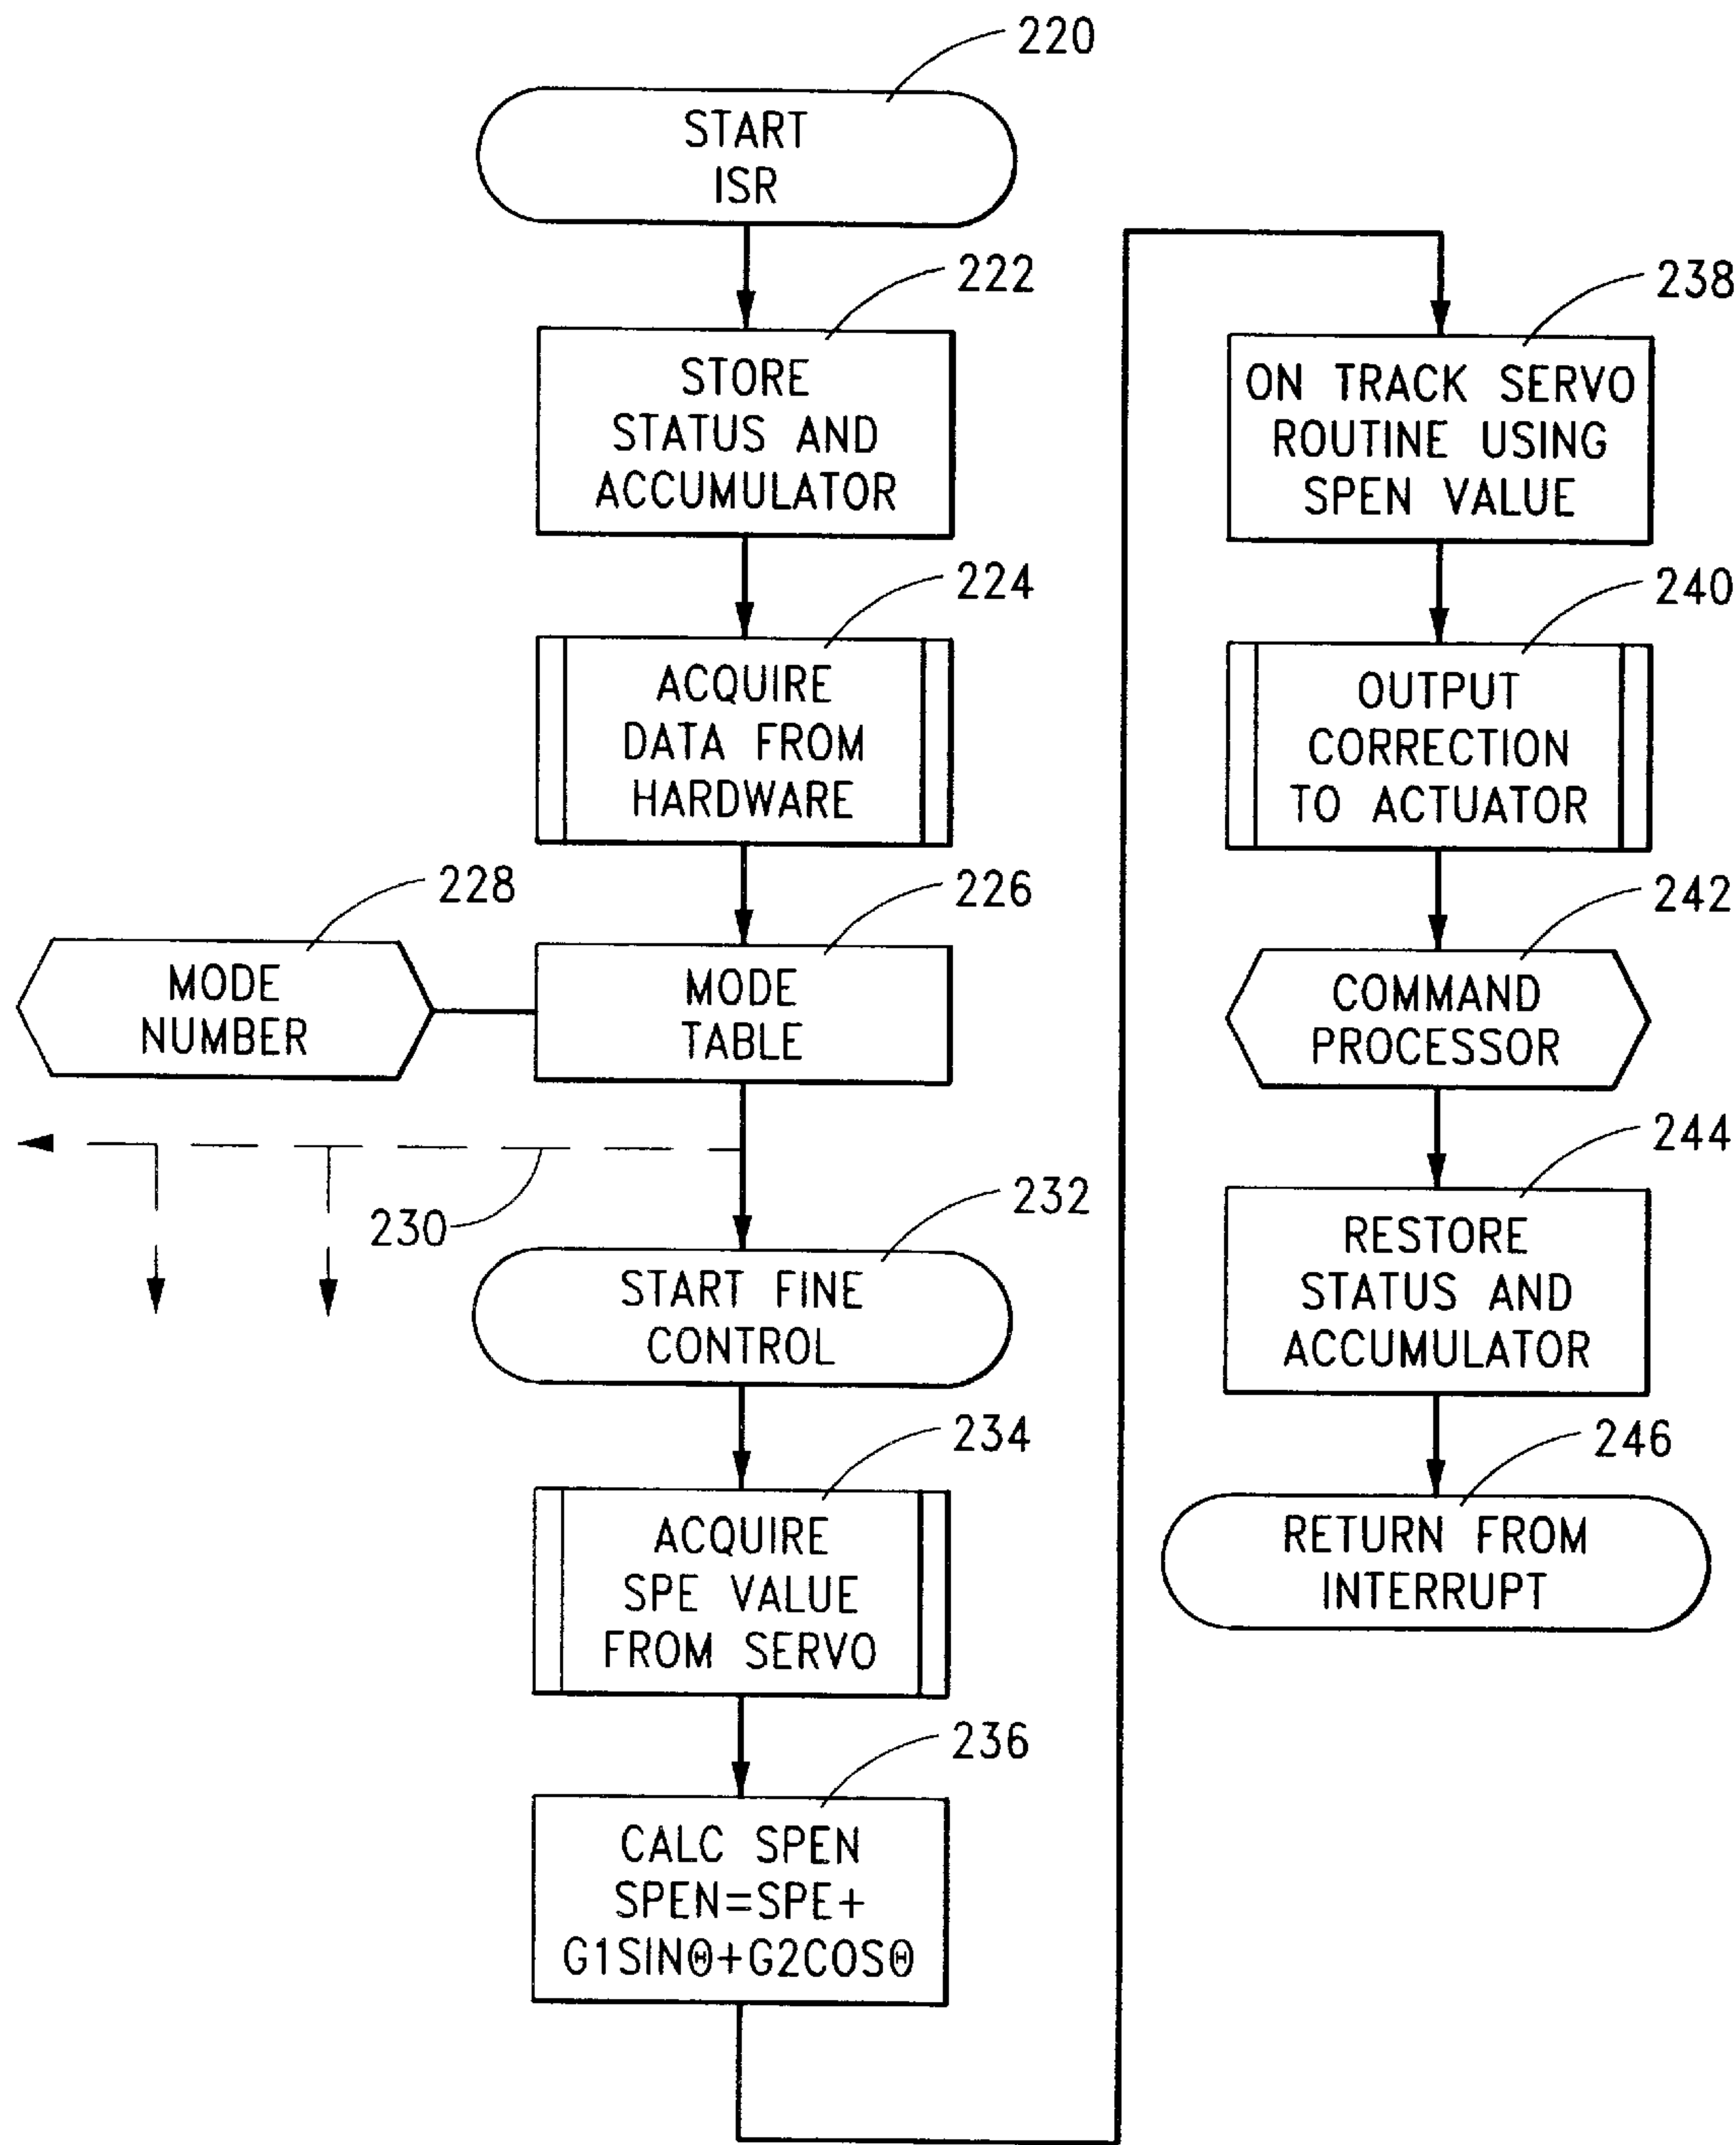 220
START
ISR
222
STORE
STATUS AND
ACCUMULATOR
224
ACQUIRE
DATA FROM
HARDWARE
228
MODE
NUMBER
226
MODE
TABLE
230
232
START FINE
CONTROL
234
ACQUIRE
SPE VALUE
FROM SERVO
236
CALC SPEN
SPEN=SPE+
G1SINΘ+G2COSΘ
238
ON TRACK SERVO
ROUTINE USING
SPEN VALUE
240
OUTPUT
CORRECTION
TO ACTUATOR
242
COMMAND
PROCESSOR
244
RESTORE
STATUS AND
ACCUMULATOR
246
RETURN FROM
INTERRUPT